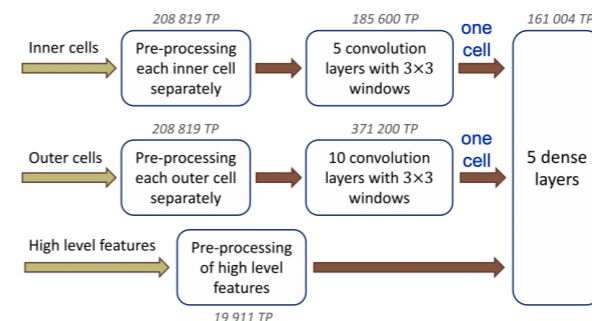 208 819 TP
185 600 TP
161 004 TP
one
cell
Inner cells
Pre-processing
each inner cell
separately
5 convolution
layers with 3×3
windows
208 819 TP
371 200 TP
one
cell
Outer cells
Pre-processing
each outer cell
separately
10 convolution
layers with 3×3
windows
5 dense
layers
High level features
Pre-processing
of high level
features
19 911 TP